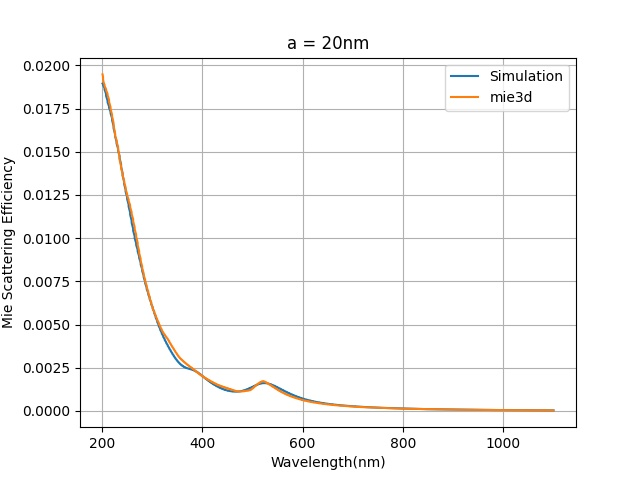 a = 20nm
Simulation
mie3d
0.0200
0.0175
0.0150
0.0125
0.0100
0.0075
0.0050
0.0025
0.0000
Mie Scattering Efficiency
200 400 600 800 1000
Wavelength(nm)